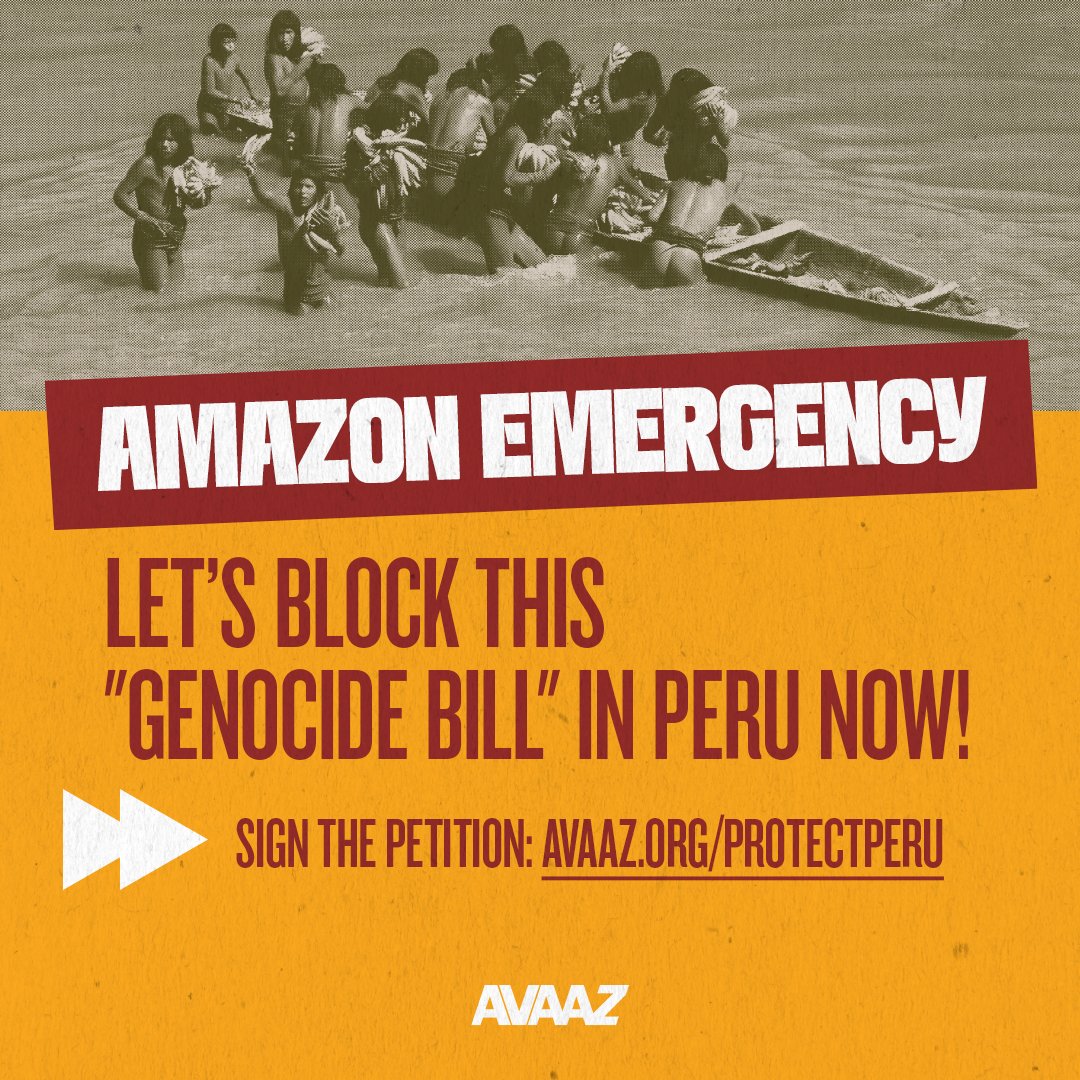 AMAZON EMERGENCY
LET'S BLOCK THIS
"GENOCIDE BILL" IN PERU NOW!
SIGN THE PETITION: AVAAZ.ORG/PROTECTPERU
AVAAZ